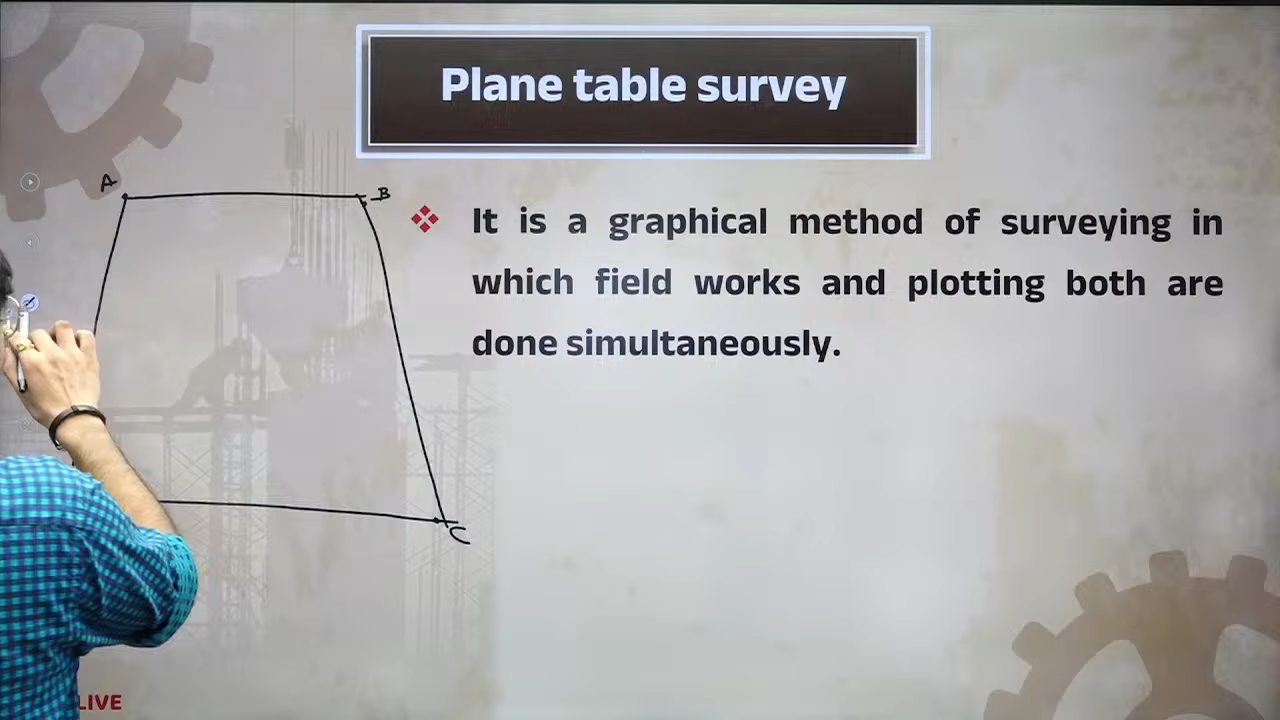 Plane table survey
A
B
It is a graphical method of surveying in
which field works and plotting both are
done simultaneously.
C
LIVE